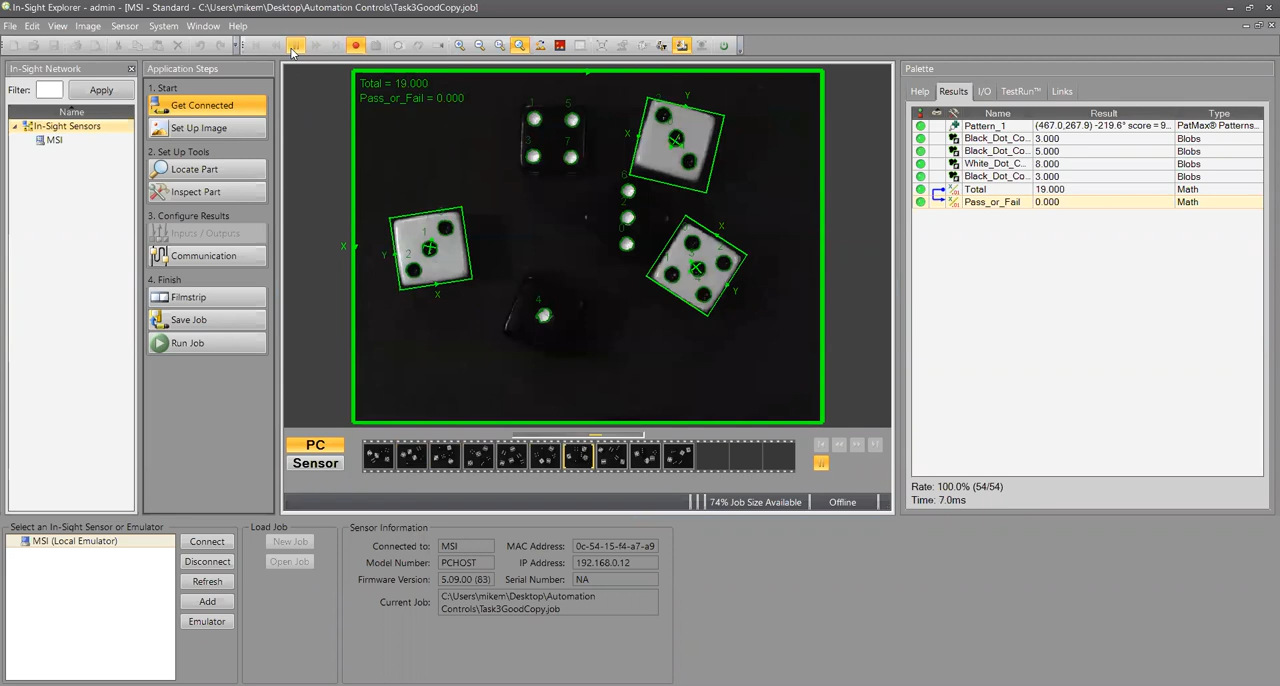 In-Sight Explorer - admin - [MSI - Standard - C:\Users\mikem\Desktop\Automation Controls\Task3GoodCopy.job]
File Edit View Image Sensor System Window Help
In-Sight Network
Filter: Apply
Name
In-Sight Sensors
MSI
Application Steps
1. Start
Get Connected
Set Up Image
2. Set Up Tools
Locate Part
Inspect Part
3. Configure Results
Inputs / Outputs
Communication
4. Finish
Filmstrip
Save Job
Run Job
Total = 19.000
Pass_or_Fail = 0.000
PC
Sensor
74% Job Size Available Offline
Palette
Help Results I/O TestRun™ Links
Name Result Type
Pattern_1 (467.0,267.9) -219.6° score = 9... PatMax® Patterns...
Black_Dot_Co... 3.000 Blobs
Black_Dot_Co... 5.000 Blobs
White_Dot_C... 8.000 Blobs
Black_Dot_Co... 3.000 Blobs
Total 19.000 Math
Pass_or_Fail 0.000 Math
Rate: 100.0% (54/54)
Time: 7.0ms
Select an In-Sight Sensor or Emulator
MSI (Local Emulator)
Connect
Disconnect
Refresh
Add
Emulator
Load Job
New Job
Open Job
Sensor Information
Connected to: MSI MAC Address: 0c-54-15-f4-a7-a9
Model Number: PCHOST IP Address: 192.168.0.12
Firmware Version: 5.09.00 (83) Serial Number: NA
Current Job: C:\Users\mikem\Desktop\Automation
Controls\Task3GoodCopy.job